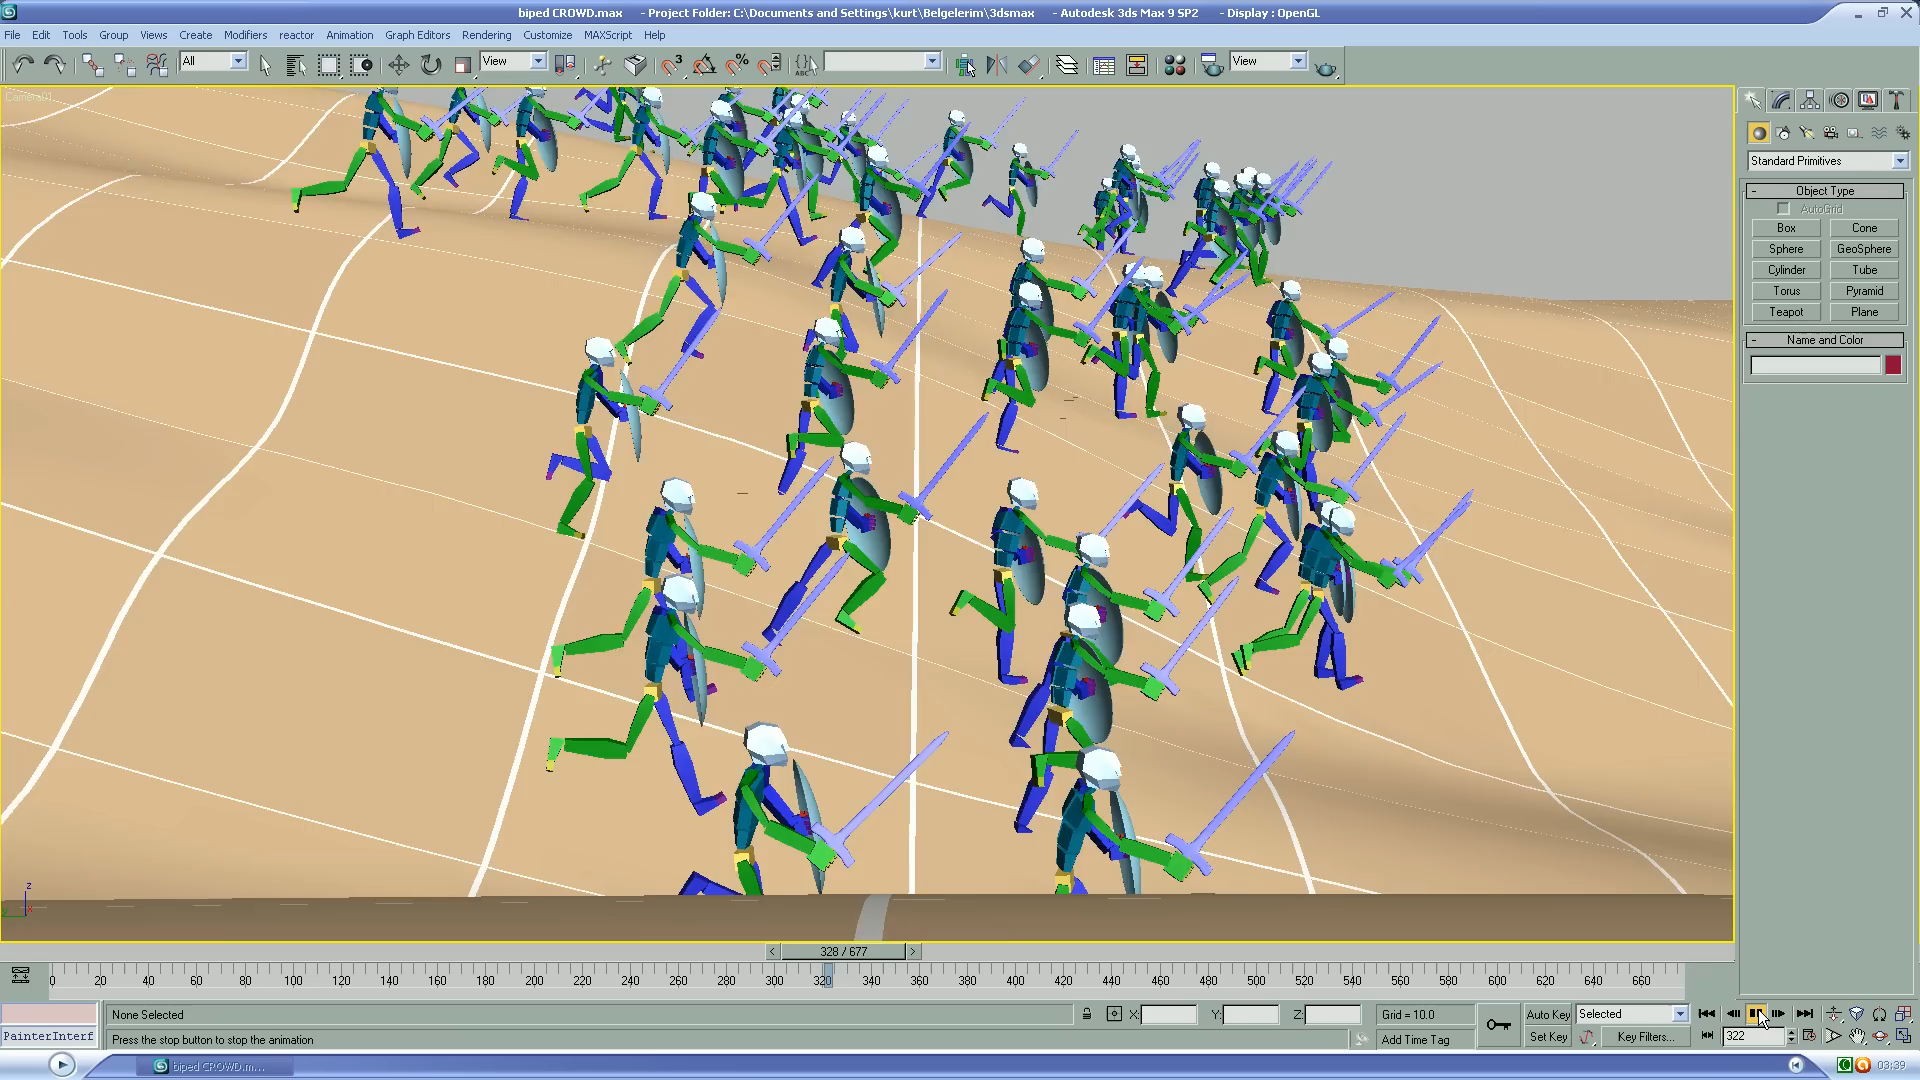 biped CROWD.max - Project Folder: C:\Documents and Settings\kurt\Belgelerim\3dsmax - Autodesk 3ds Max 9 SP2 - Display : OpenGL
File Edit Tools Group Views Create Modifiers reactor Animation Graph Editors Rendering Customize MAXScript Help
All View 3 % ABC View
Camera01
Standard Primitives
- Object Type
AutoGrid
Box Cone
Sphere GeoSphere
Cylinder Tube
Torus Pyramid
Teapot Plane
- Name and Color
z
x
y
< 328 / 677 >
0 20 40 60 80 100 120 140 160 180 200 220 240 260 280 300 320 340 360 380 400 420 440 460 480 500 520 540 560 580 600 620 640 660
None Selected X: Y: Z: Grid = 10.0 Auto Key Selected
PainterInterf Press the stop button to stop the animation Add Time Tag Set Key Key Filters... 322
biped CROWD.m... 03:39